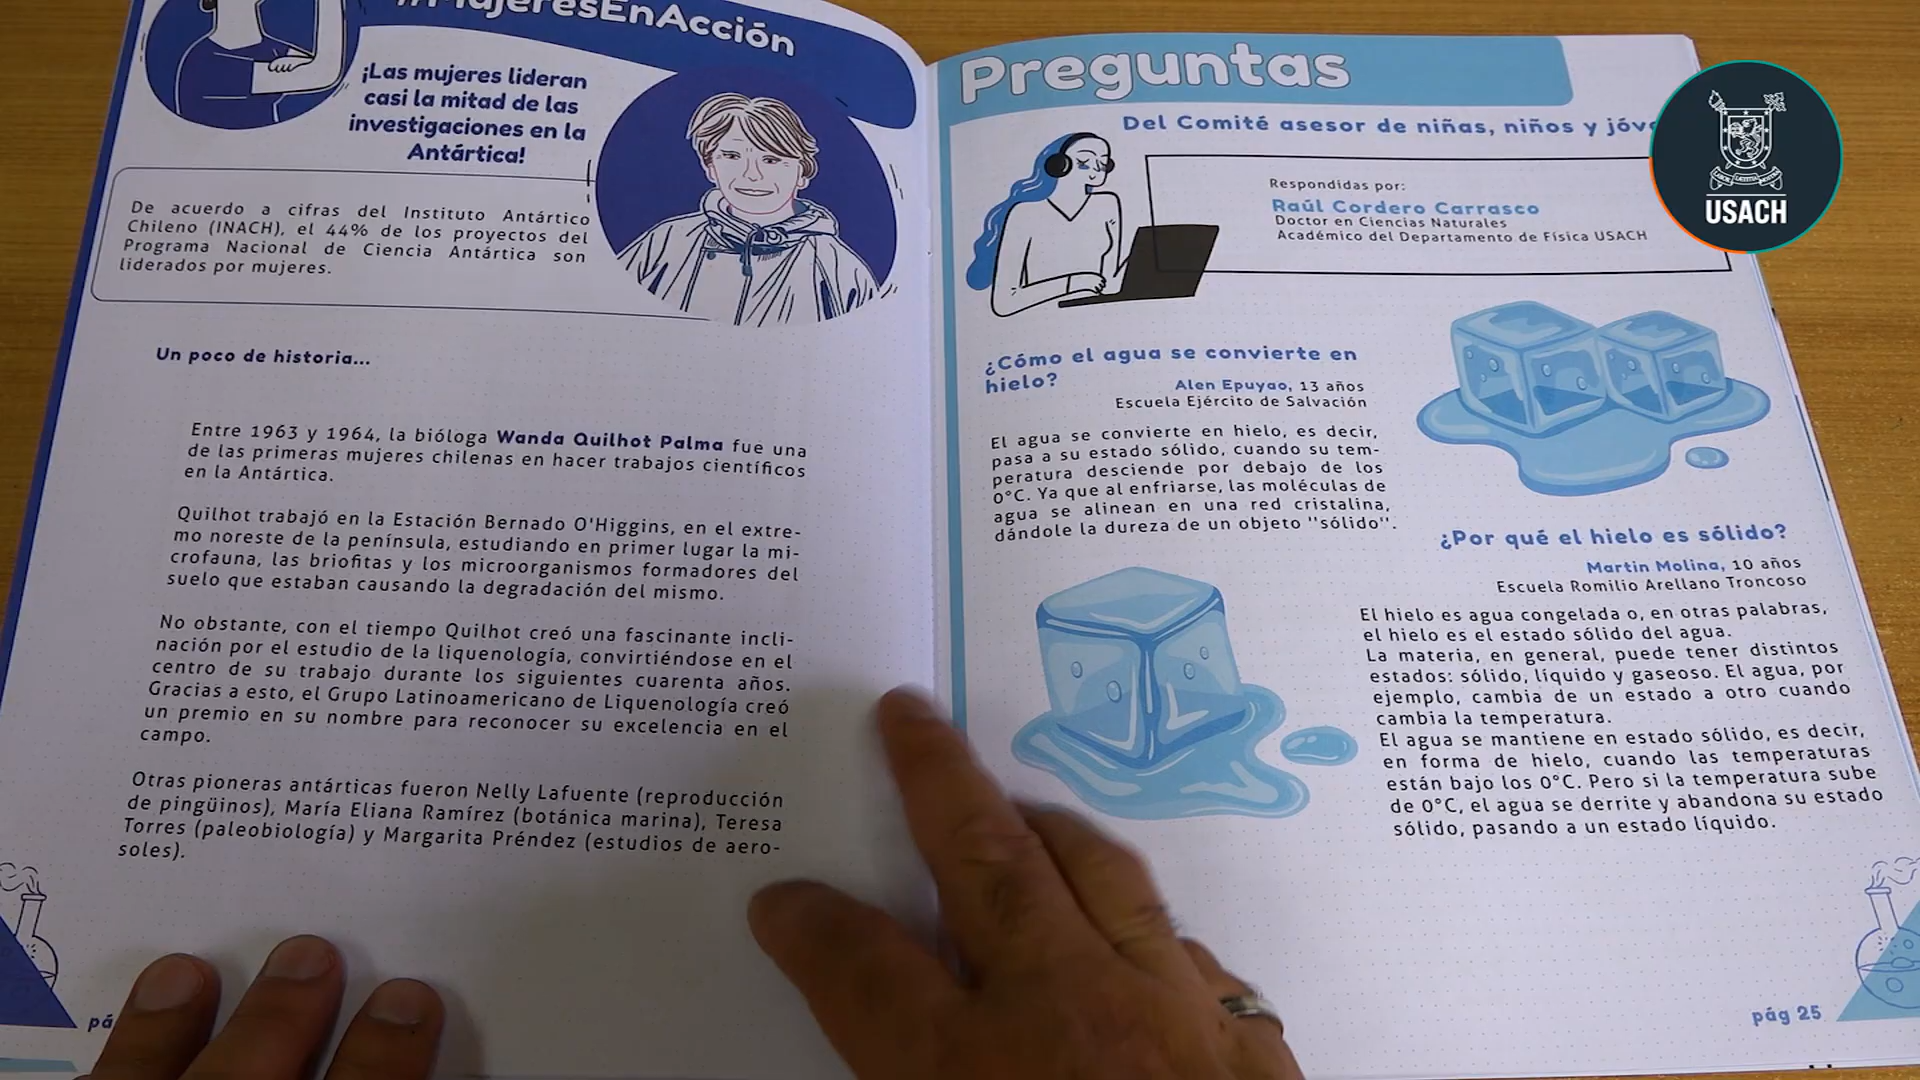 #MujeresEnAcción
¡Las mujeres lideran
casi la mitad de las
investigaciones en la
Antártica!
De acuerdo a cifras del Instituto Antártico
Chileno (INACH), el 44% de los proyectos del
Programa Nacional de Ciencia Antártica son
liderados por mujeres.
Un poco de historia...
Entre 1963 y 1964, la bióloga Wanda Quilhot Palma fue una
de las primeras mujeres chilenas en hacer trabajos científicos
en la Antártica.
Quilhot trabajó en la Estación Bernado O'Higgins, en el extre-
mo noreste de la península, estudiando en primer lugar la mi-
crofauna, las briofitas y los microorganismos formadores del
suelo que estaban causando la degradación del mismo.
No obstante, con el tiempo Quilhot creó una fascinante incli-
nación por el estudio de la liquenología, convirtiéndose en el
centro de su trabajo durante los siguientes cuarenta años.
Gracias a esto, el Grupo Latinoamericano de Liquenología creó
un premio en su nombre para reconocer su excelencia en el
campo.
Otras pioneras antárticas fueron Nelly Lafuente (reproducción
de pingüinos), María Eliana Ramírez (botánica marina), Teresa
Torres (paleobiología) y Margarita Préndez (estudios de aero-
soles).
pá
Preguntas
Del Comité asesor de niñas, niños y jóv
Respondidas por:
Raúl Cordero Carrasco
Doctor en Ciencias Naturales
Académico del Departamento de Física USACH
¿Cómo el agua se convierte en
hielo?
Alen Epuyao, 13 años
Escuela Ejército de Salvación
El agua se convierte en hielo, es decir,
pasa a su estado sólido, cuando su tem-
peratura desciende por debajo de los
0°C. Ya que al enfriarse, las moléculas de
agua se alinean en una red cristalina,
dándole la dureza de un objeto "sólido".
¿Por qué el hielo es sólido?
Martin Molina, 10 años
Escuela Romilio Arellano Troncoso
El hielo es agua congelada o, en otras palabras,
el hielo es el estado sólido del agua.
La materia, en general, puede tener distintos
estados: sólido, líquido y gaseoso. El agua, por
ejemplo, cambia de un estado a otro cuando
cambia la temperatura.
El agua se mantiene en estado sólido, es decir,
en forma de hielo, cuando las temperaturas
están bajo los 0°C. Pero si la temperatura sube
de 0°C, el agua se derrite y abandona su estado
sólido, pasando a un estado líquido.
pág 25
USACH